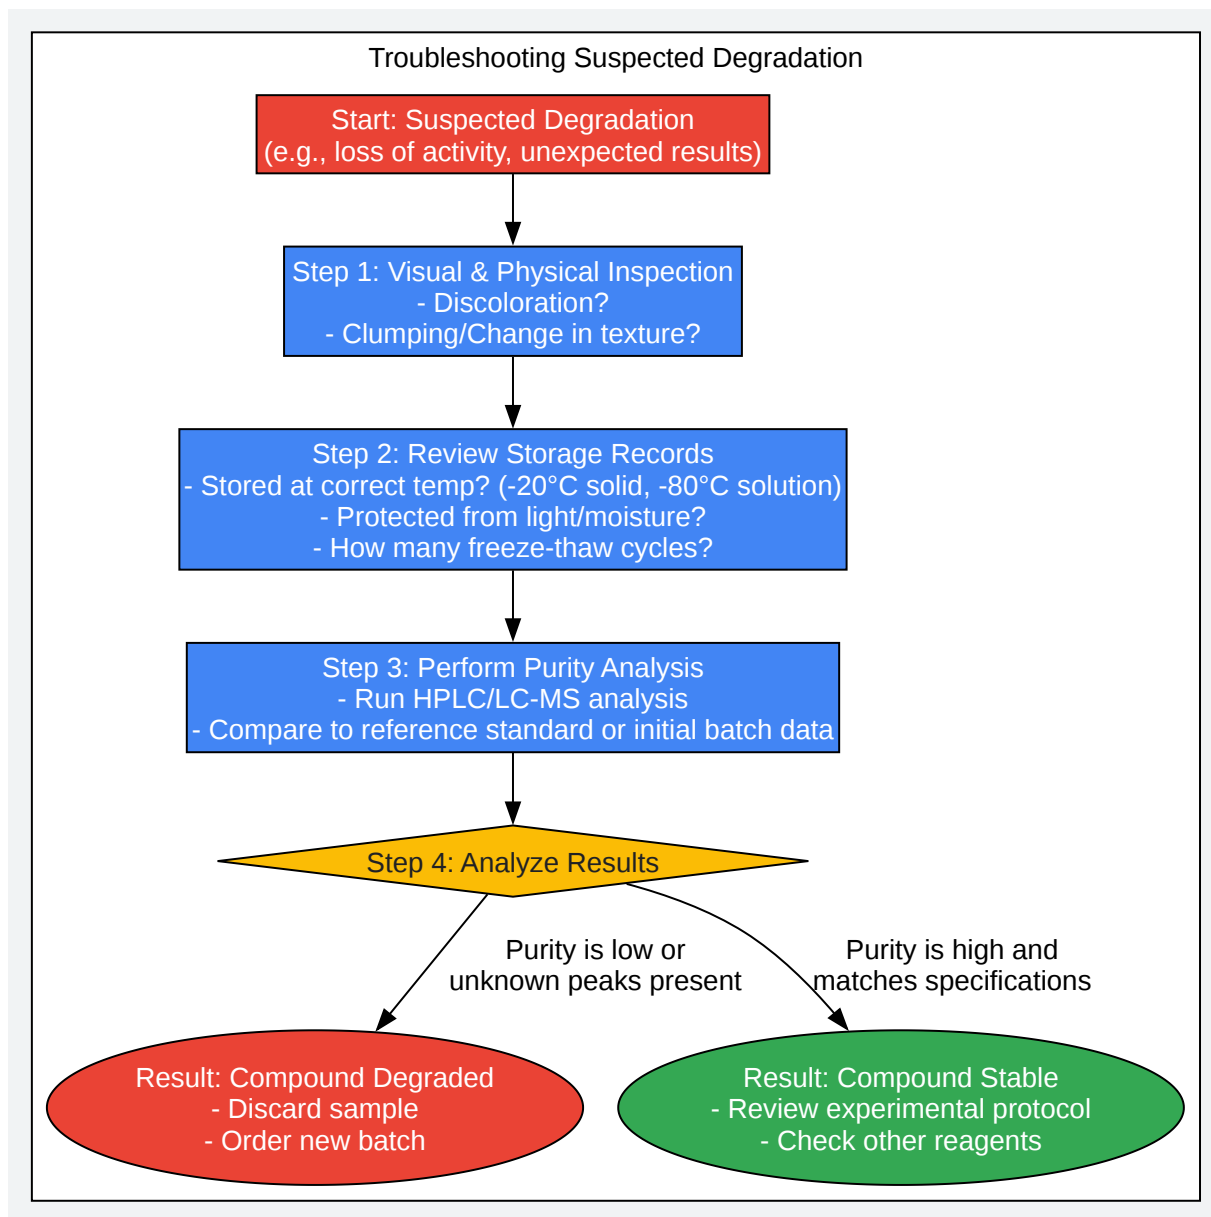 Troubleshooting Suspected Degradation
Start: Suspected Degradation
(e.g., loss of activity, unexpected results)
Step 1: Visual & Physical Inspection
- Discoloration?
- Clumping/Change in texture?
Step 2: Review Storage Records
- Stored at correct temp? (-20°C solid, -80°C solution)
- Protected from light/moisture?
- How many freeze-thaw cycles?
Step 3: Perform Purity Analysis
- Run HPLC/LC-MS analysis
- Compare to reference standard or initial batch data
Step 4: Analyze Results
Purity is low or
unknown peaks present
Purity is high and
matches specifications
Result: Compound Degraded
- Discard sample
- Order new batch
Result: Compound Stable
- Review experimental protocol
- Check other reagents